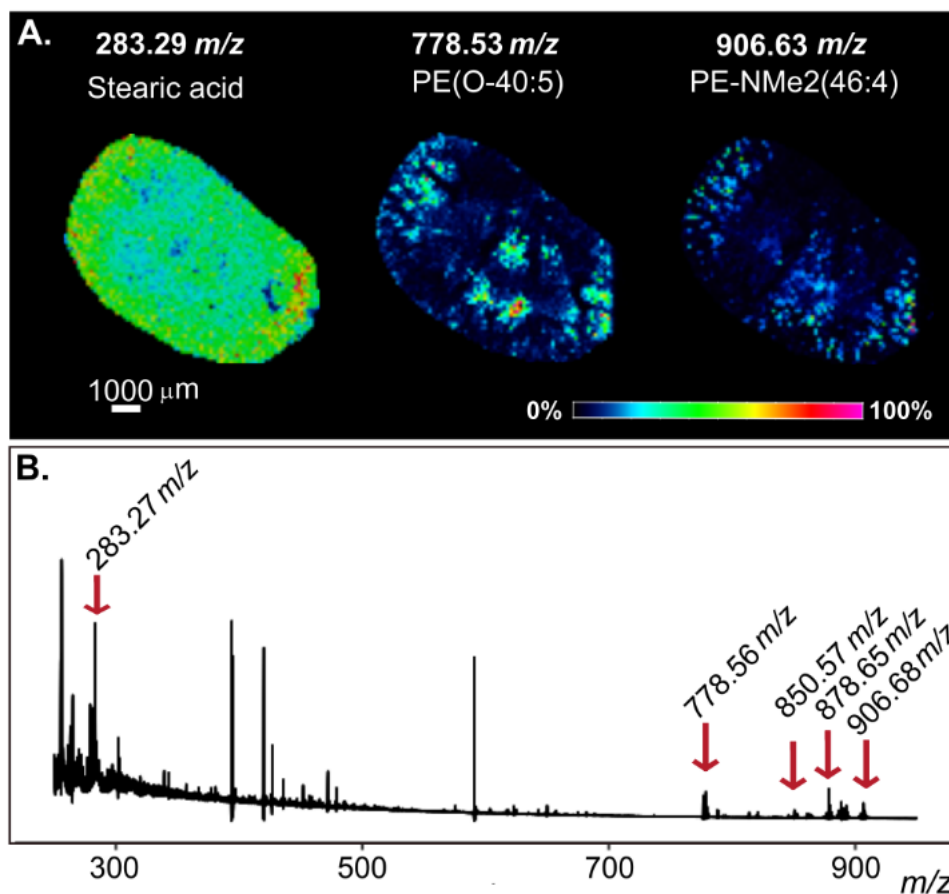 A.
283.29 m/z 778.53 m/z 906.63 m/z
Stearic acid PE(O-40:5) PE-NMe2(46:4)
1000 μm
0% 100%
B.
283.27 m/z
778.56 m/z
850.57 m/z
878.65 m/z
906.68 m/z
300 500 700 900 m/z